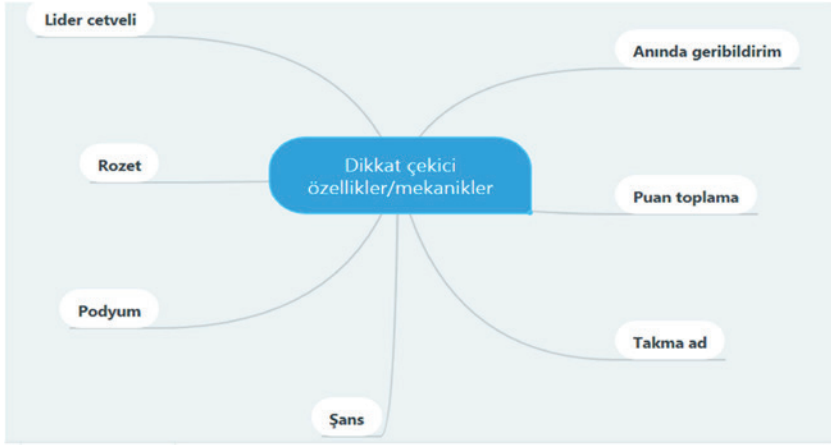 Lider cetveli
Anında geribildirim
Rozet
Dikkat çekici
özellikler/mekanikler
Puan toplama
Podyum
Takma ad
Şans